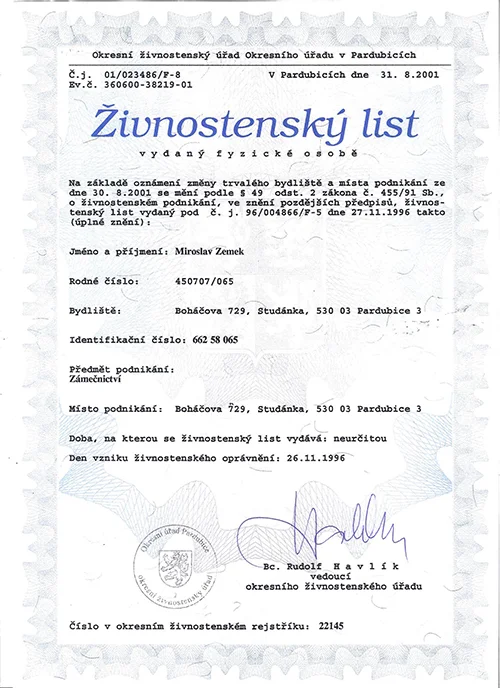 Okresní živnostenský úřad Okresního úřadu v Pardubicích
Č.j. 01/023486/F-8 V Pardubicích dne 31. 8.2001
Ev.č. 360600-38219-01
Živnostenský list
vydaný fyzické osobě
Na základě oznámení změny trvalého bydliště a místa podnikání ze
dne 30. 8.2001 se mění podle § 49 odst. 2 zákona č. 455/91 Sb.,
o živnostenském podnikání, ve znění pozdějších předpisů, živnos-
tenský list vydaný pod č. j. 96/004866/F-5 dne 27.11.1996 takto
(úplné znění):
Jméno a příjmení: Miroslav Zemek
Rodné číslo: 450707/065
Bydliště: Boháčova 729, Studánka, 530 03 Pardubice 3
Identifikační číslo: 662 58 065
Předmět podnikání:
Zámečnictví
Místo podnikání: Boháčova 729, Studánka, 530 03 Pardubice 3
Doba, na kterou se živnostenský list vydává: neurčitou
Den vzniku živnostenského oprávnění: 26.11.1996
Okresní úřad Pardubice
okresní živnostenský úřad
2
Bc. Rudolf Havlík
vedoucí
okresního živnostenského úřadu
Číslo v okresním živnostenském rejstříku: 22145